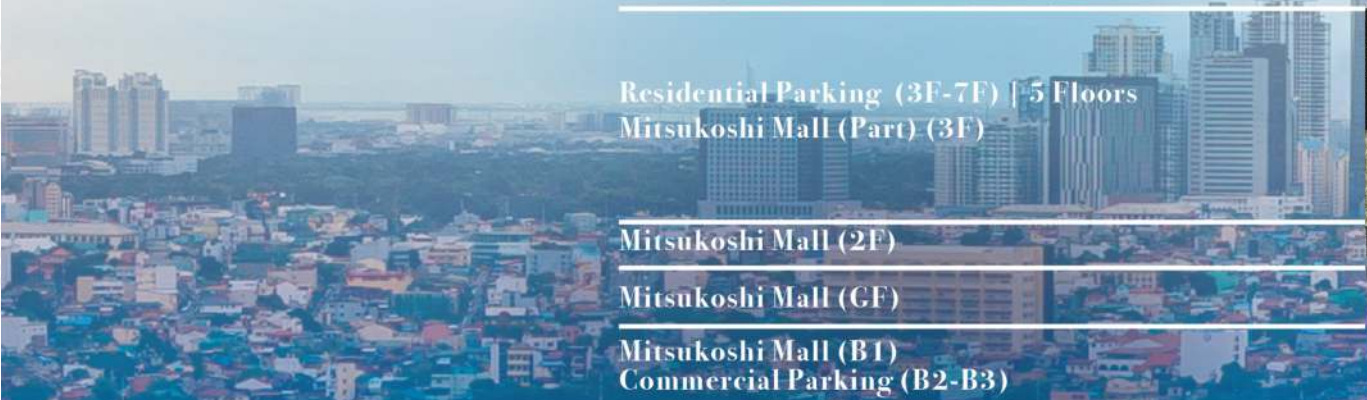 Residential Parking (3F-7F) | 5 Floors
Mitsukoshi Mall (Part) (3F)
Mitsukoshi Mall (2F)
Mitsukoshi Mall (GF)
Mitsukoshi Mall (B1)
Commercial Parking (B2-B3)